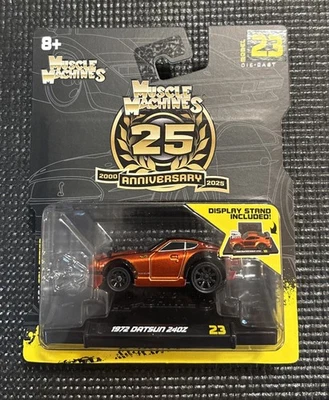 8+
MUSCLE
MACHINES
MODEL
23
DIE-CAST
MUSCLE
MACHINES
25
2000 ANNIVERSARY 2025
DISPLAY STAND
INCLUDED!
1972 DATSUN 240Z
23